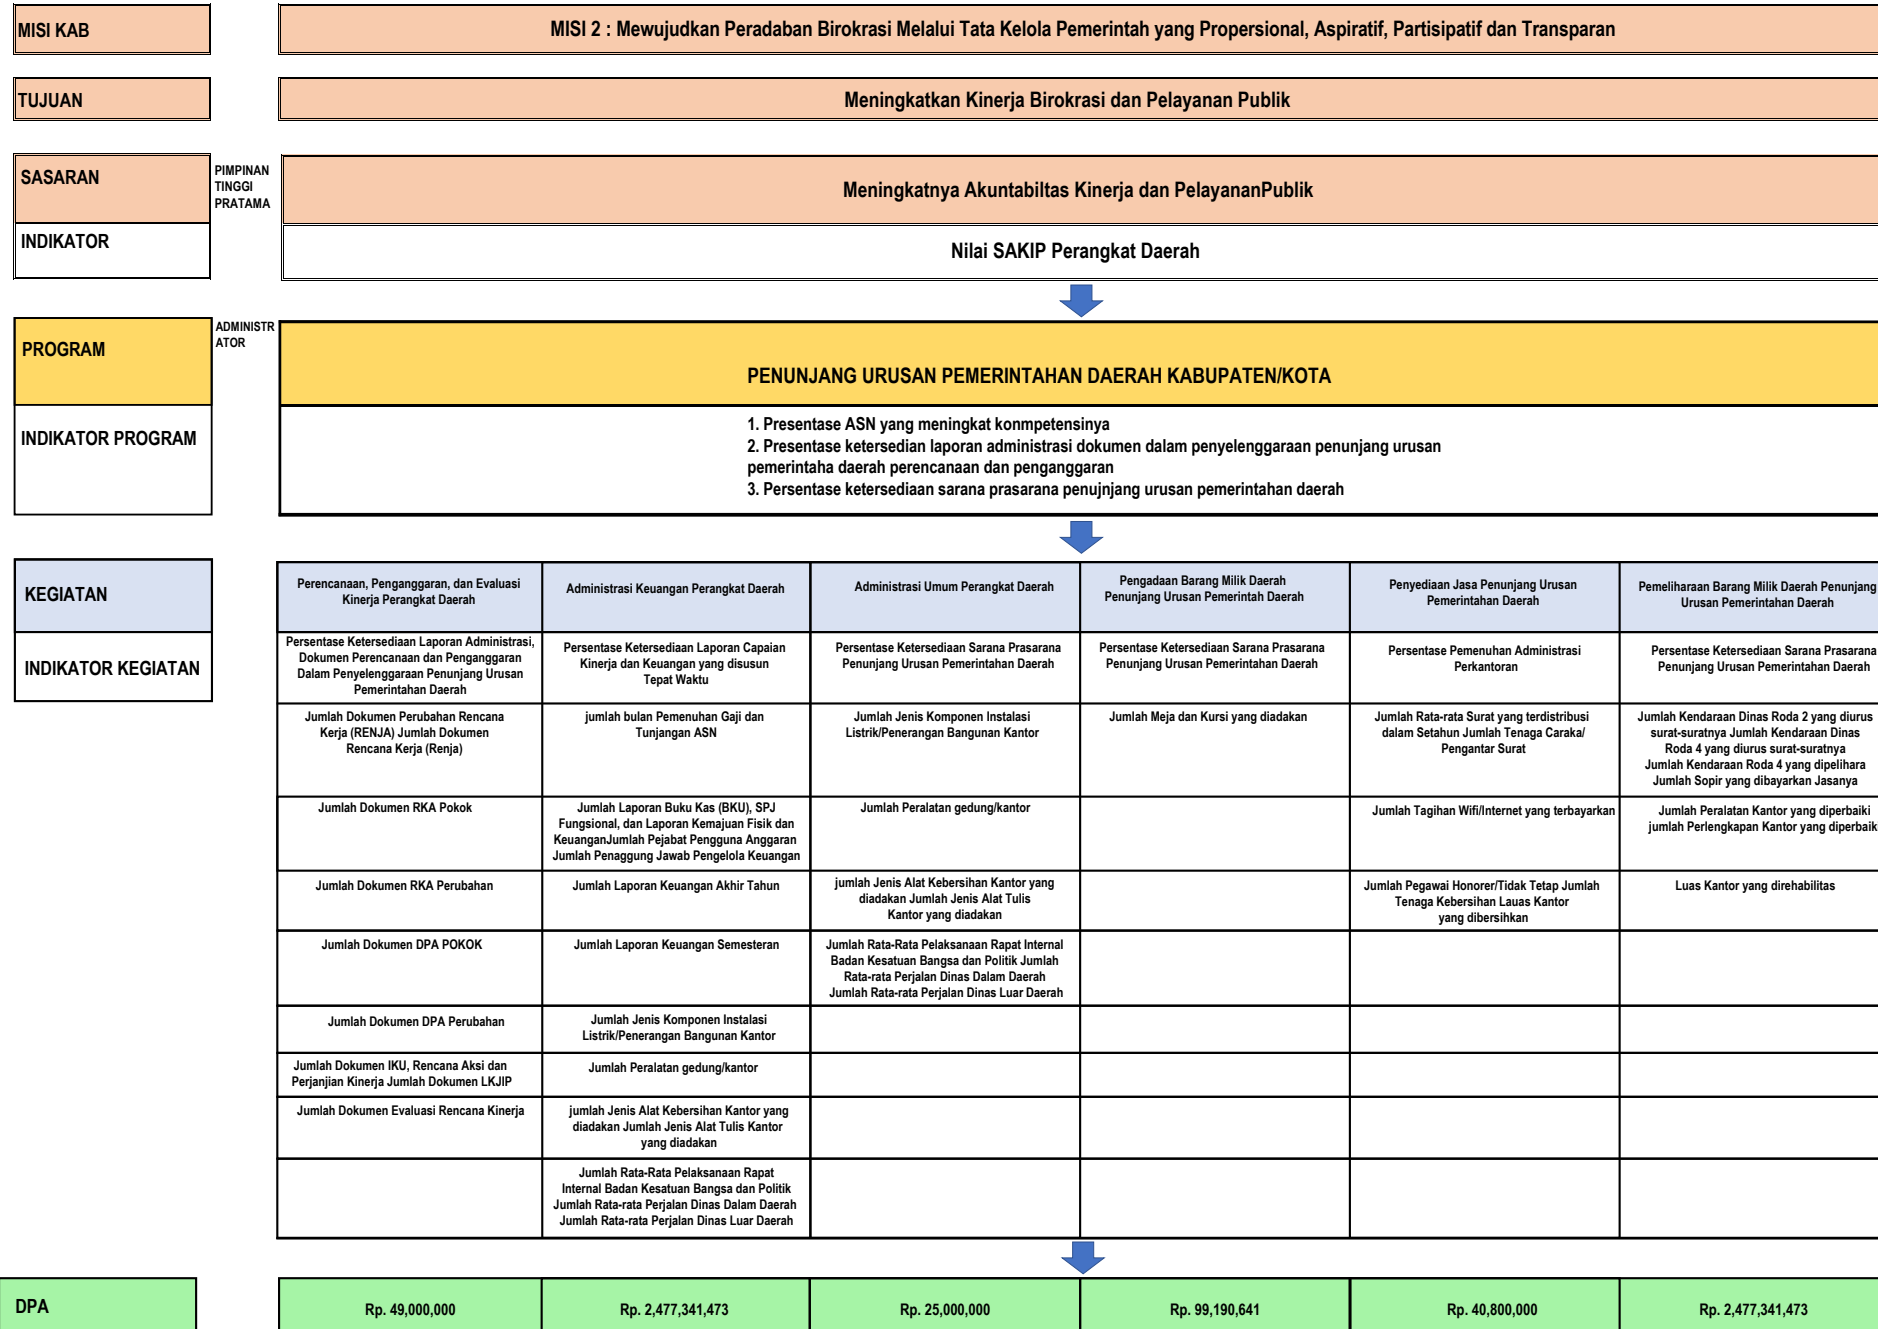 MISI KAB
MISI 2 : Mewujudkan Peradaban Birokrasi Melalui Tata Kelola Pemerintah yang Propersional, Aspiratif, Partisipatif dan Transparan
TUJUAN
Meningkatkan Kinerja Birokrasi dan Pelayanan Publik
SASARAN
PIMPINAN
TINGGI
PRATAMA
Meningkatnya Akuntabiltas Kinerja dan PelayananPublik
INDIKATOR
Nilai SAKIP Perangkat Daerah
PROGRAM
ADMINISTR
ATOR
PENUNJANG URUSAN PEMERINTAHAN DAERAH KABUPATEN/KOTA
INDIKATOR PROGRAM
1. Presentase ASN yang meningkat konmpetensinya
2. Presentase ketersedian laporan administrasi dokumen dalam penyelenggaraan penunjang urusan
pemerintaha daerah perencanaan dan penganggaran
3. Persentase ketersediaan sarana prasarana penujnjang urusan pemerintahan daerah
KEGIATAN
Perencanaan, Penganggaran, dan Evaluasi
Kinerja Perangkat Daerah
Administrasi Keuangan Perangkat Daerah
Administrasi Umum Perangkat Daerah
Pengadaan Barang Milik Daerah
Penunjang Urusan Pemerintah Daerah
Penyediaan Jasa Penunjang Urusan
Pemerintahan Daerah
Pemeliharaan Barang Milik Daerah Penunjang
Urusan Pemerintahan Daerah
INDIKATOR KEGIATAN
Persentase Ketersediaan Laporan Administrasi,
Dokumen Perencanaan dan Penganggaran
Dalam Penyelenggaraan Penunjang Urusan
Pemerintahan Daerah
Persentase Ketersediaan Laporan Capaian
Kinerja dan Keuangan yang disusun
Tepat Waktu
Persentase Ketersediaan Sarana Prasarana
Penunjang Urusan Pemerintahan Daerah
Persentase Ketersediaan Sarana Prasarana
Penunjang Urusan Pemerintahan Daerah
Persentase Pemenuhan Administrasi
Perkantoran
Persentase Ketersediaan Sarana Prasarana
Penunjang Urusan Pemerintahan Daerah
Jumlah Dokumen Perubahan Rencana
Kerja (RENJA) Jumlah Dokumen
Rencana Kerja (Renja)
jumlah bulan Pemenuhan Gaji dan
Tunjangan ASN
Jumlah Jenis Komponen Instalasi
Listrik/Penerangan Bangunan Kantor
Jumlah Meja dan Kursi yang diadakan
Jumlah Rata-rata Surat yang terdistribusi
dalam Setahun Jumlah Tenaga Caraka/
Pengantar Surat
Jumlah Kendaraan Dinas Roda 2 yang diurus
surat-suratnya Jumlah Kendaraan Dinas
Roda 4 yang diurus surat-suratnya
Jumlah Kendaraan Roda 4 yang dipelihara
Jumlah Sopir yang dibayarkan Jasanya
Jumlah Dokumen RKA Pokok
Jumlah Laporan Buku Kas (BKU), SPJ
Fungsional, dan Laporan Kemajuan Fisik dan
KeuanganJumlah Pejabat Pengguna Anggaran
Jumlah Penaggung Jawab Pengelola Keuangan
Jumlah Peralatan gedung/kantor
Jumlah Tagihan Wifi/Internet yang terbayarkan
Jumlah Peralatan Kantor yang diperbaiki
jumlah Perlengkapan Kantor yang diperbaiki
Jumlah Dokumen RKA Perubahan
Jumlah Laporan Keuangan Akhir Tahun
jumlah Jenis Alat Kebersihan Kantor yang
diadakan Jumlah Jenis Alat Tulis
Kantor yang diadakan
Jumlah Pegawai Honorer/Tidak Tetap Jumlah
Tenaga Kebersihan Lauas Kantor
yang dibersihkan
Luas Kantor yang direhabilitas
Jumlah Dokumen DPA POKOK
Jumlah Laporan Keuangan Semesteran
Jumlah Rata-Rata Pelaksanaan Rapat Internal
Badan Kesatuan Bangsa dan Politik Jumlah
Rata-rata Perjalan Dinas Dalam Daerah
Jumlah Rata-rata Perjalan Dinas Luar Daerah
Jumlah Dokumen DPA Perubahan
Jumlah Jenis Komponen Instalasi
Listrik/Penerangan Bangunan Kantor
Jumlah Dokumen IKU, Rencana Aksi dan
Perjanjian Kinerja Jumlah Dokumen LKJIP
Jumlah Peralatan gedung/kantor
Jumlah Dokumen Evaluasi Rencana Kinerja
jumlah Jenis Alat Kebersihan Kantor yang
diadakan Jumlah Jenis Alat Tulis Kantor
yang diadakan
Jumlah Rata-Rata Pelaksanaan Rapat
Internal Badan Kesatuan Bangsa dan Politik
Jumlah Rata-rata Perjalan Dinas Dalam Daerah
Jumlah Rata-rata Perjalan Dinas Luar Daerah
DPA
Rp. 49,000,000
Rp. 2,477,341,473
Rp. 25,000,000
Rp. 99,190,641
Rp. 40,800,000
Rp. 2,477,341,473